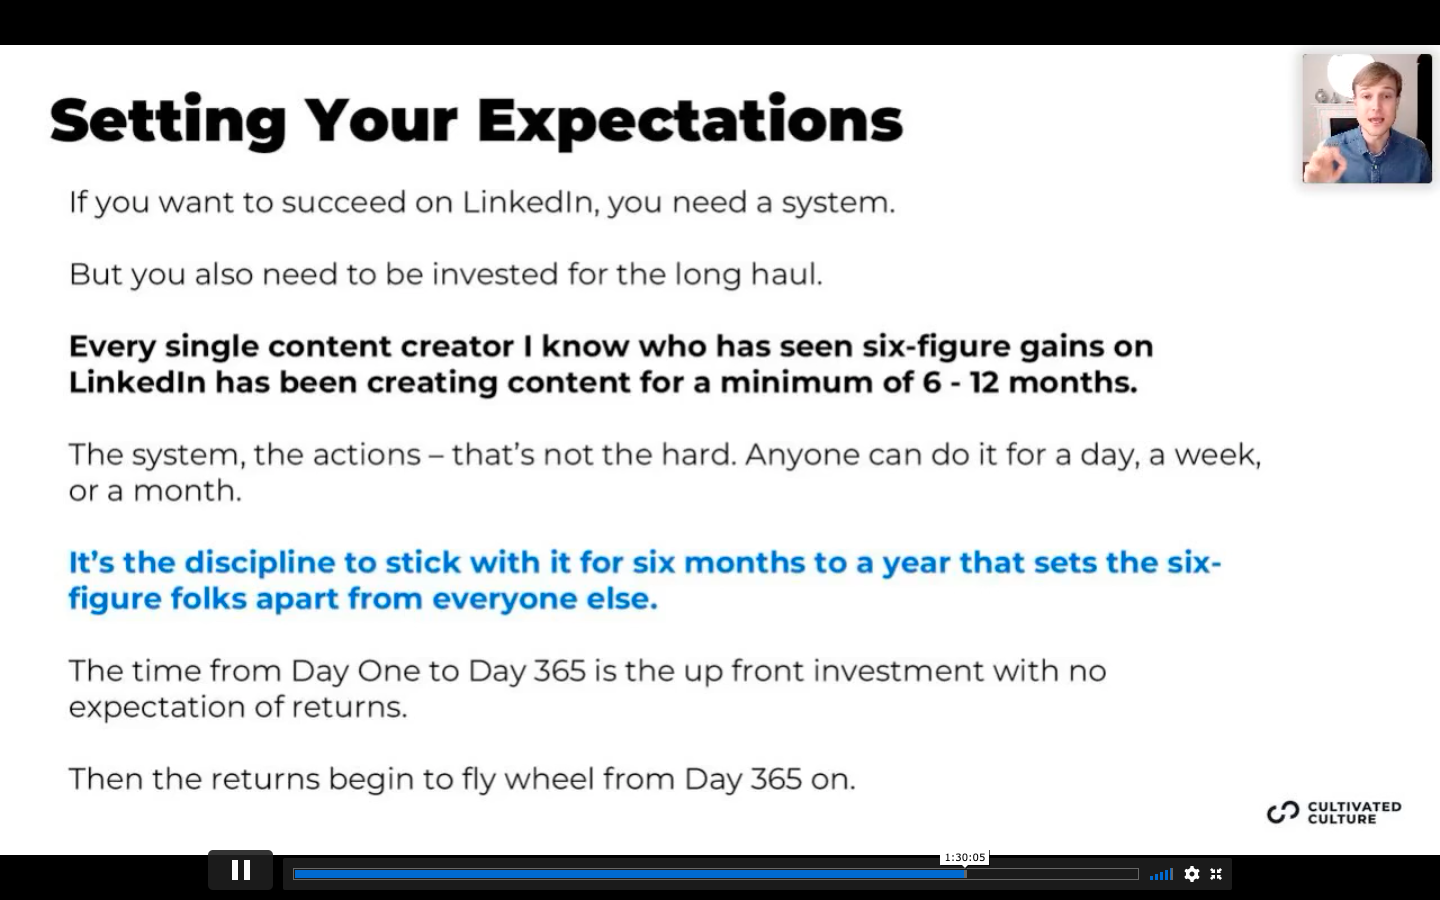 Setting Your Expectations
If you want to succeed on LinkedIn, you need a system.
But you also need to be invested for the long haul.
Every single content creator I know who has seen six-figure gains on
LinkedIn has been creating content for a minimum of 6 - 12 months.
The system, the actions – that’s not the hard. Anyone can do it for a day, a week,
or a month.
It’s the discipline to stick with it for six months to a year that sets the six-
figure folks apart from everyone else.
The time from Day One to Day 365 is the up front investment with no
expectation of returns.
Then the returns begin to fly wheel from Day 365 on.
CULTIVATED
CULTURE
1:30:05